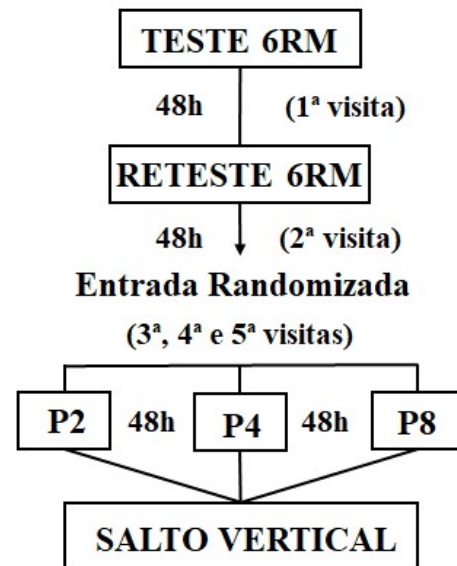 TESTE 6RM
48h (1ª visita)
RETESTE 6RM
48h (2ª visita)
Entrada Randomizada
(3ª, 4ª e 5ª visitas)
P2 48h P4 48h P8
SALTO VERTICAL